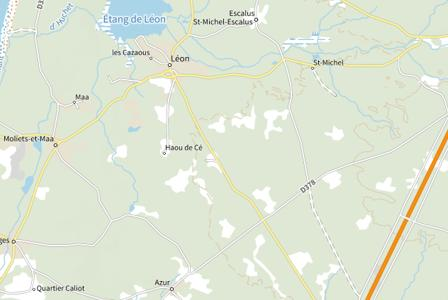 Étang de Léon
Escalus
St-Michel-Escalus
d'Huchet
les Cazaous
Léon
St-Michel
Maa
Moliets-et-Maa
Haou de Cé
D378
Azur
Quartier Caliot